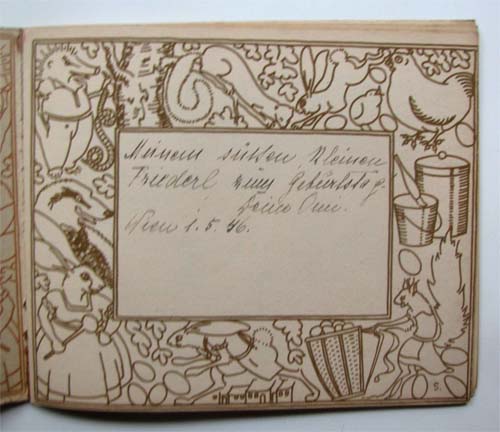 Meinem süssen kleinen
Friederl zum Geburtstag.
Deine Omi.
Wien 1.5.46.
S.